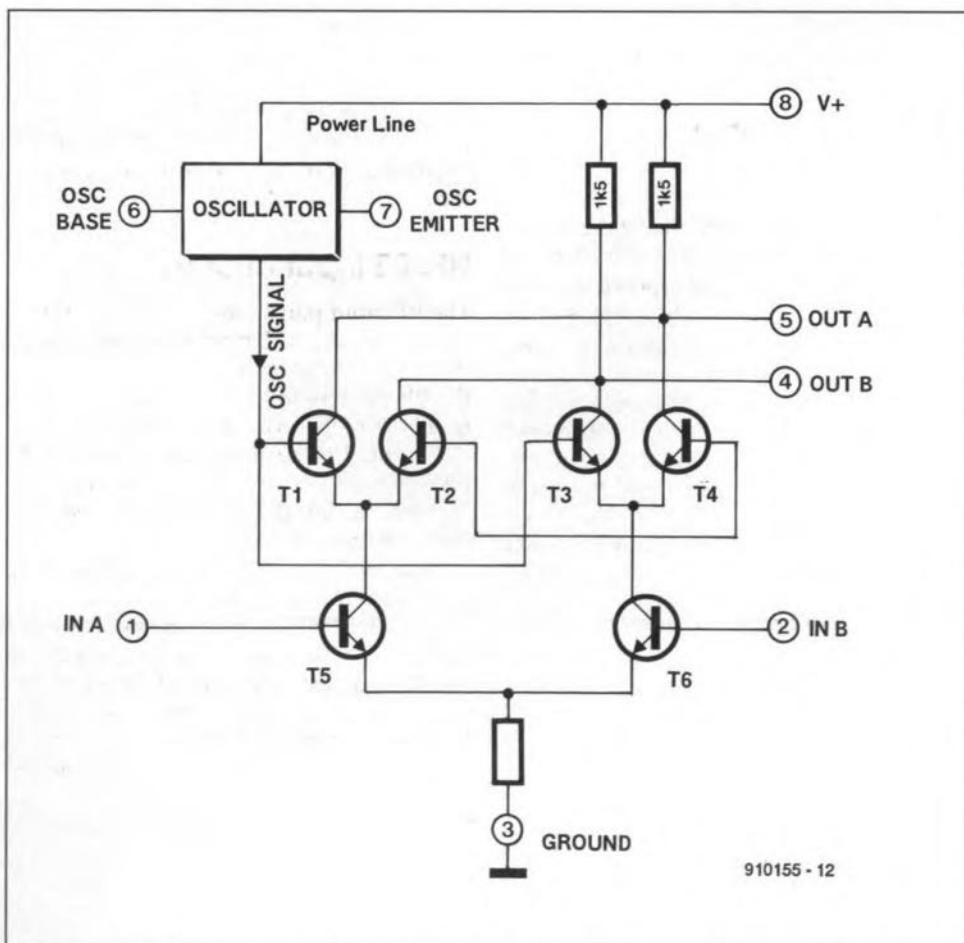 8 V+
Power Line
1k5
1k5
OSC
BASE 6
OSCILLATOR
7 OSC
EMITTER
OSC SIGNAL
5 OUT A
4 OUT B
T1
T2
T3
T4
IN A 1
2 IN B
T5
T6
3
GROUND
910155 - 12